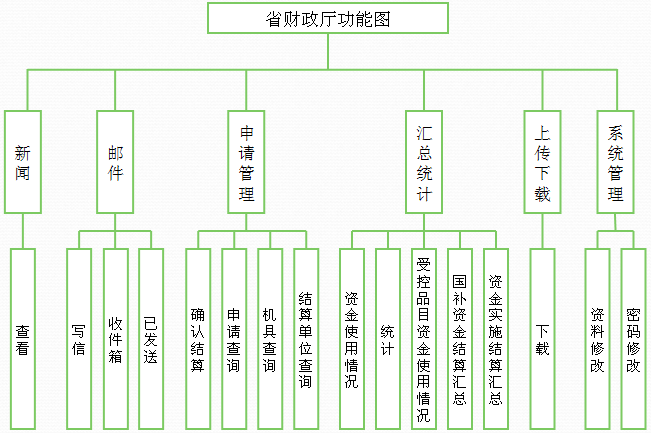 省财政厅功能图
新闻
邮件
申请管理
汇总统计
上传下载
系统管理
查看
写信
收件箱
已发送
确认结算
申请查询
机具查询
结算单位查询
资金使用情况
统计
受控品目资金使用情况
国补资金结算汇总
资金实施结算汇总
下载
资料修改
密码修改